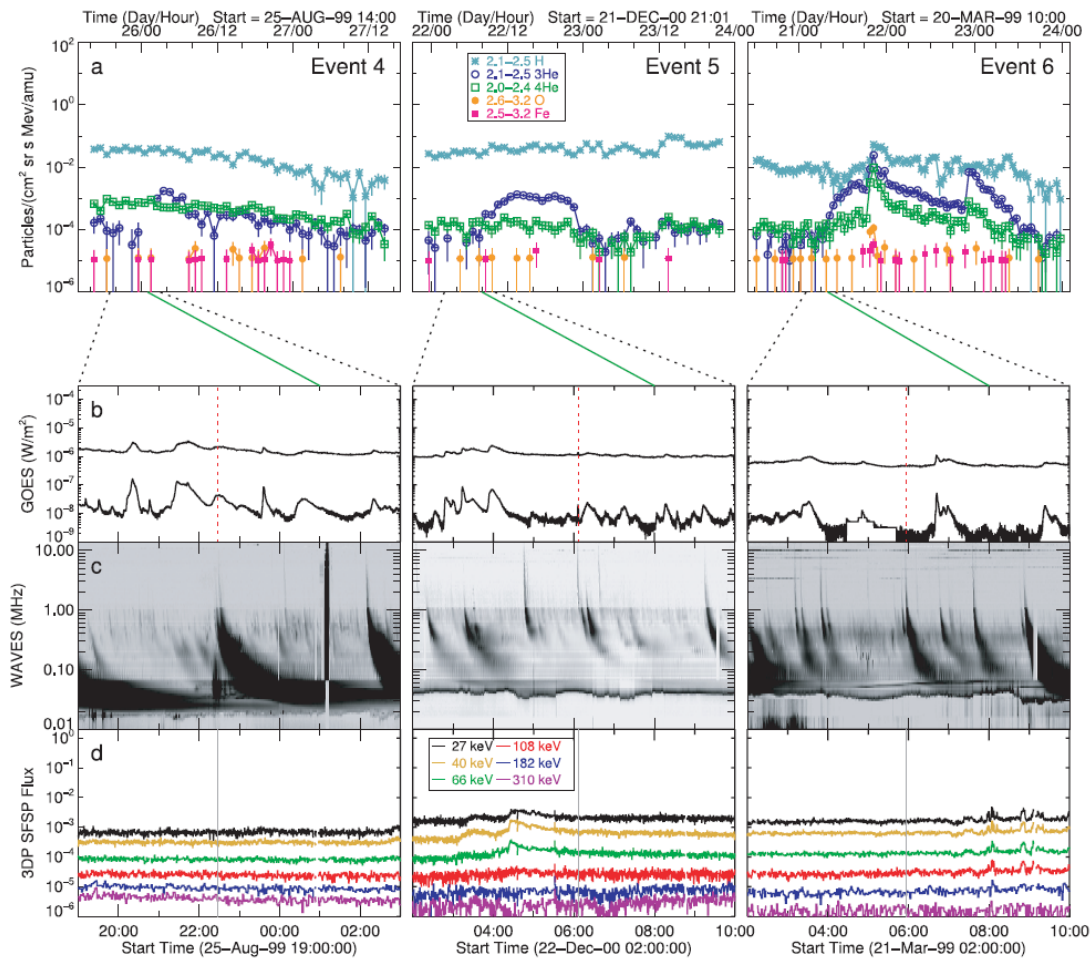 Time (Day/Hour) Start = 25-AUG-99 14:00
26/00 26/12 27/00 27/12
Time (Day/Hour) Start = 21-DEC-00 21:01
22/00 22/12 23/00 23/12 24/00
Time (Day/Hour) Start = 20-MAR-99 10:00
21/00 22/00 23/00 24/00
Particles/(cm² sr s Mev/amu)
10²
10⁰
10⁻²
10⁻⁴
10⁻⁶
a
Event 4
2.1-2.5 H
2.1-2.5 3He
2.0-2.4 4He
2.6-3.2 O
2.5-3.2 Fe
Event 5
Event 6
GOES (W/m²)
10⁻⁴
10⁻⁵
10⁻⁶
10⁻⁷
10⁻⁸
10⁻⁹
b
WAVES (MHz)
10.00
1.00
0.10
0.01
c
3DP SFSP Flux
10⁰
10⁻¹
10⁻²
10⁻³
10⁻⁴
10⁻⁵
10⁻⁶
d
27 keV 108 keV
40 keV 182 keV
66 keV 310 keV
20:00 22:00 00:00 02:00
Start Time (25-Aug-99 19:00:00)
04:00 06:00 08:00 10:00
Start Time (22-Dec-00 02:00:00)
04:00 06:00 08:00 10:00
Start Time (21-Mar-99 02:00:00)